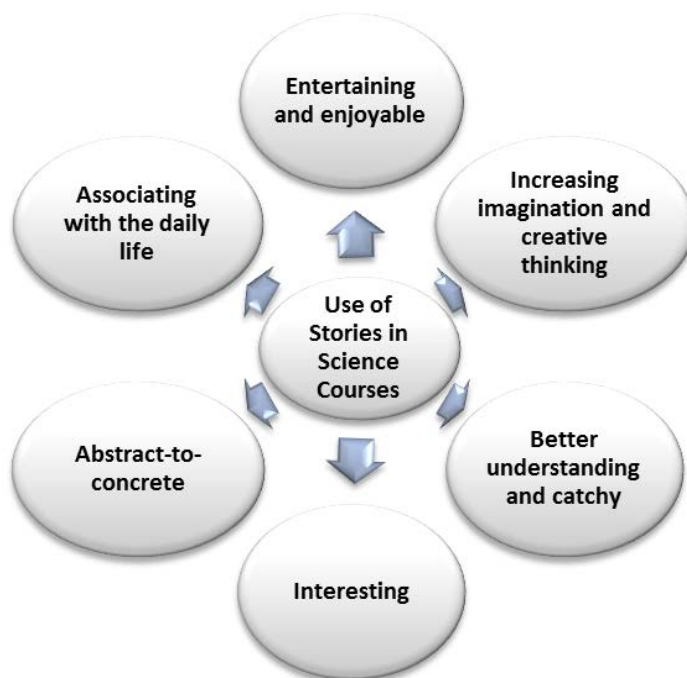 Entertaining
and enjoyable
Associating
with the daily
life
Increasing
imagination and
creative
thinking
Use of
Stories in
Science
Courses
Abstract-to-
concrete
Better
understanding
and catchy
Interesting